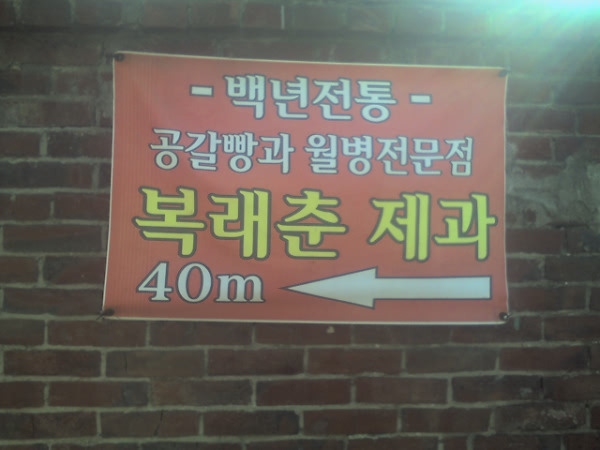 - 백년전통 -
공갈빵과 월병전문점
복래춘 제과
40m